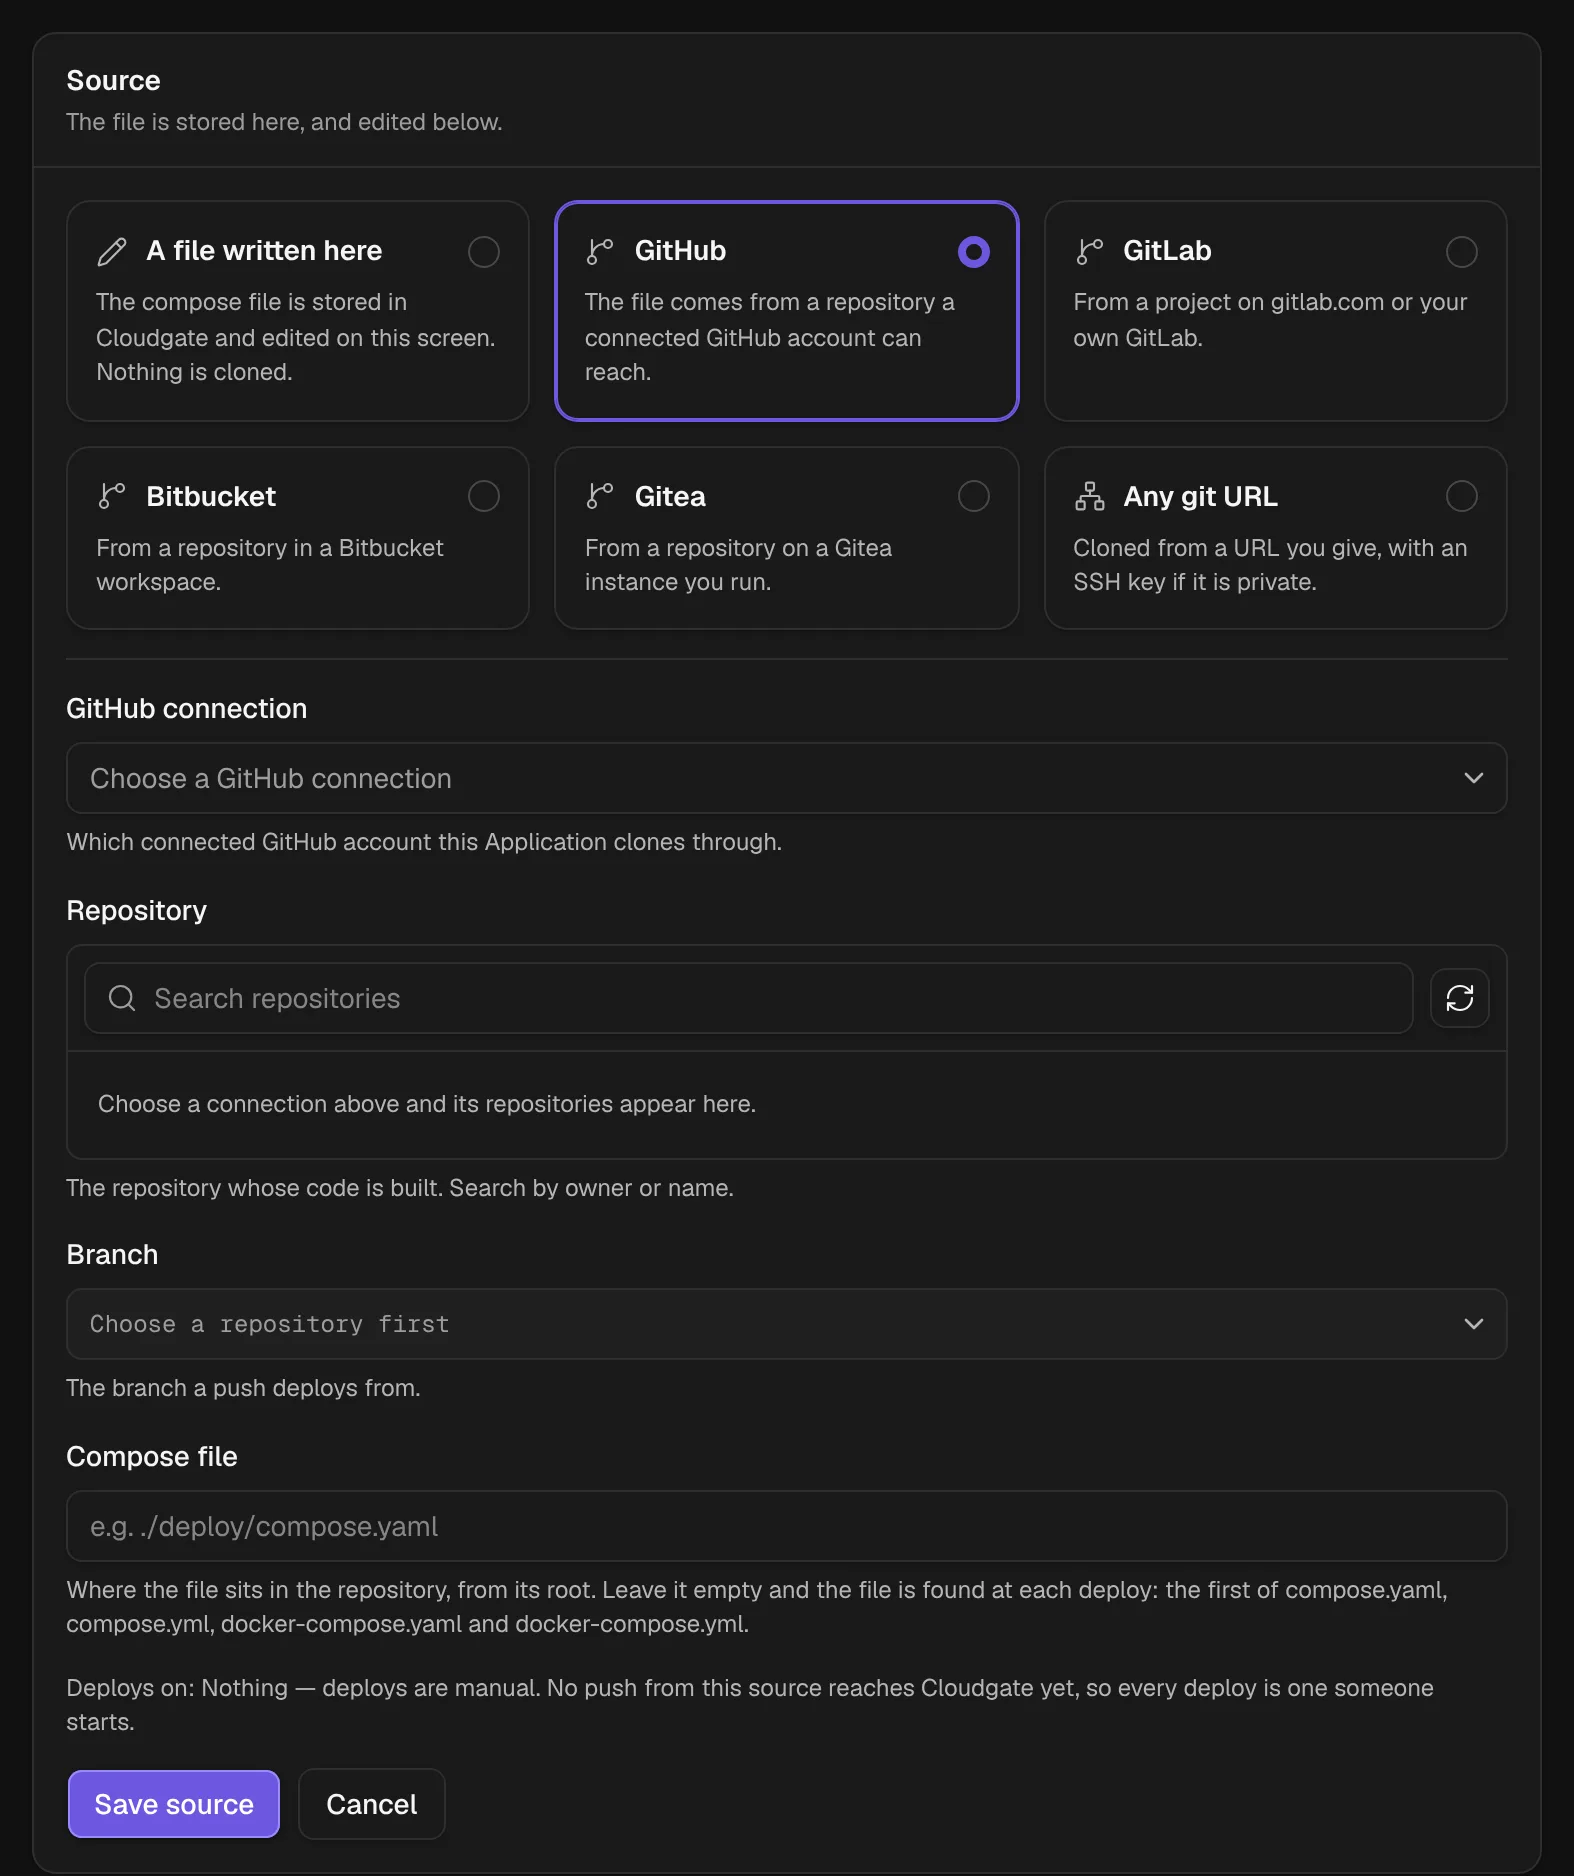 Source
The file is stored here, and edited below.
A file written here
The compose file is stored in
Cloudgate and edited on this screen.
Nothing is cloned.
GitHub
The file comes from a repository a
connected GitHub account can
reach.
GitLab
From a project on gitlab.com or your
own GitLab.
Bitbucket
From a repository in a Bitbucket
workspace.
Gitea
From a repository on a Gitea
instance you run.
Any git URL
Cloned from a URL you give, with an
SSH key if it is private.
GitHub connection
Choose a GitHub connection
Which connected GitHub account this Application clones through.
Repository
Search repositories
Choose a connection above and its repositories appear here.
The repository whose code is built. Search by owner or name.
Branch
Choose a repository first
The branch a push deploys from.
Compose file
e.g. ./deploy/compose.yaml
Where the file sits in the repository, from its root. Leave it empty and the file is found at each deploy: the first of compose.yaml,
compose.yml, docker-compose.yaml and docker-compose.yml.
Deploys on: Nothing — deploys are manual. No push from this source reaches Cloudgate yet, so every deploy is one someone
starts.
Save source
Cancel